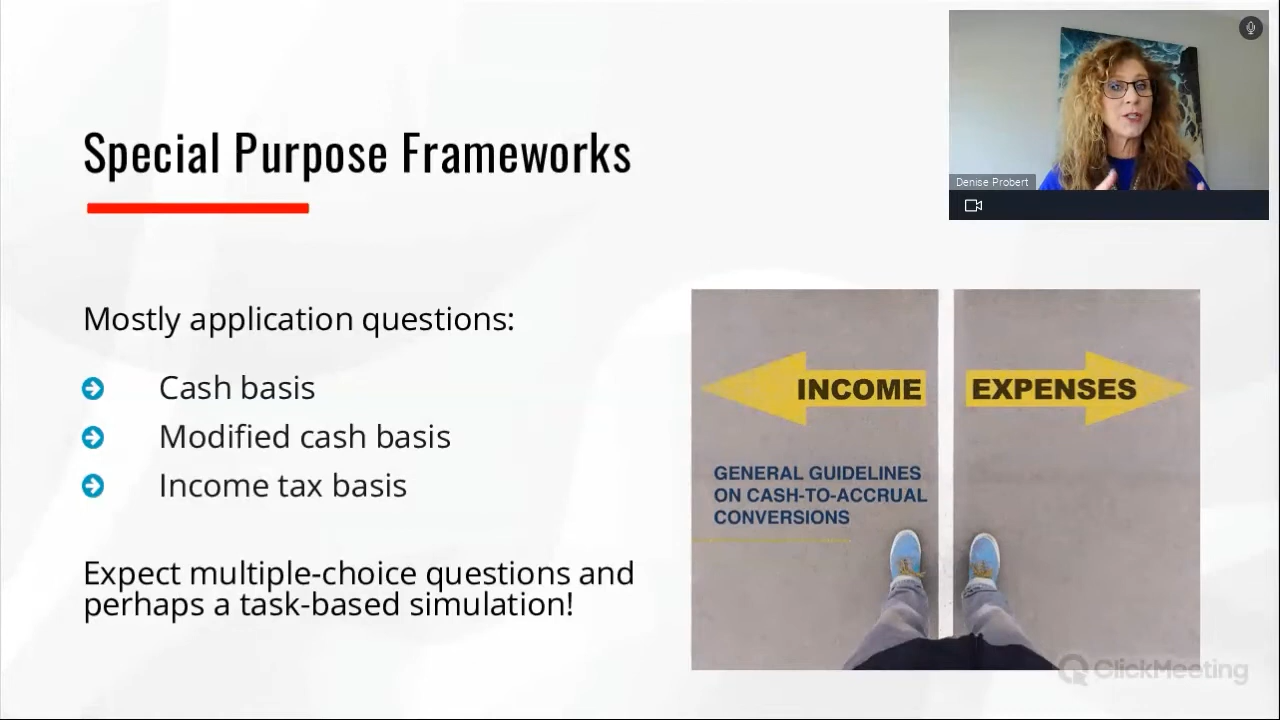 Special Purpose Frameworks
Denise Probert
Mostly application questions:
Cash basis
Modified cash basis
Income tax basis
Expect multiple-choice questions and
perhaps a task-based simulation!
INCOME
EXPENSES
GENERAL GUIDELINES
ON CASH-TO-ACCRUAL
CONVERSIONS
ClickMeeting